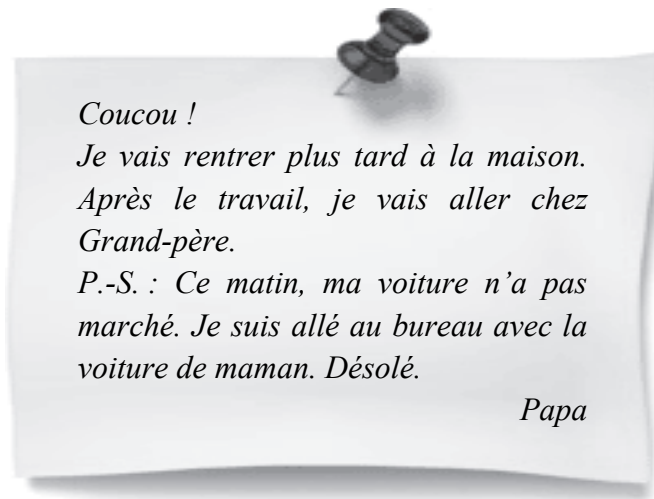 Coucou !
Je vais rentrer plus tard à la maison.
Après le travail, je vais aller chez
Grand-père.
P.-S. : Ce matin, ma voiture n’a pas
marché. Je suis allé au bureau avec la
voiture de maman. Désolé.
Papa